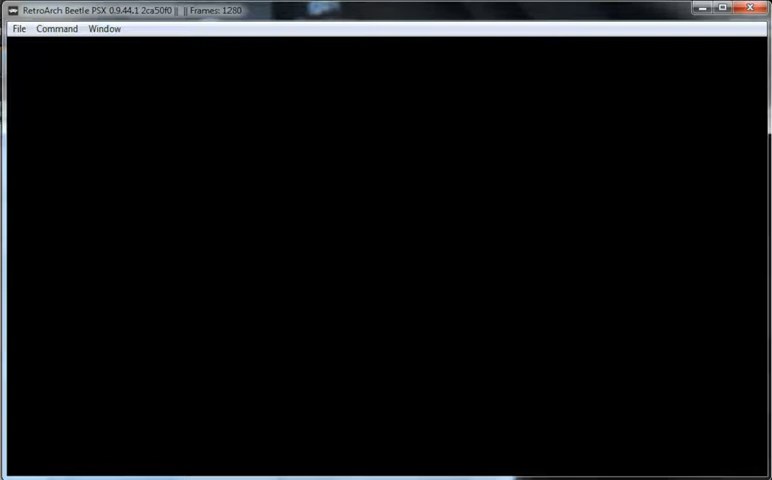 RetroArch Beetle PSX 0.9.44.1 2ca50f0 || || Frames: 1280
File Command Window